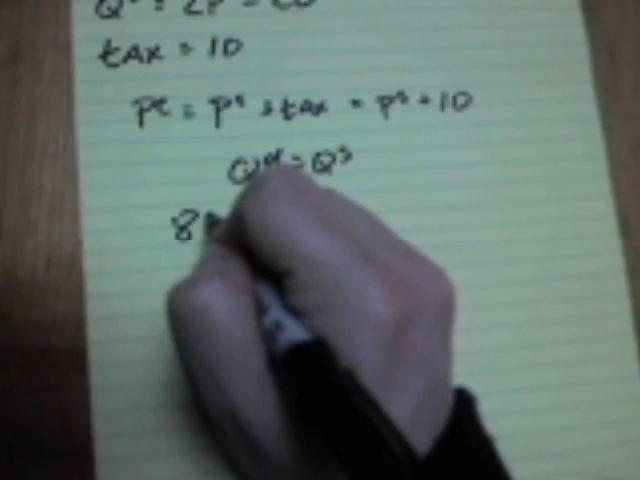 tax = 10
Pc = Ps + tax = Ps + 10
Qd = Qs
8